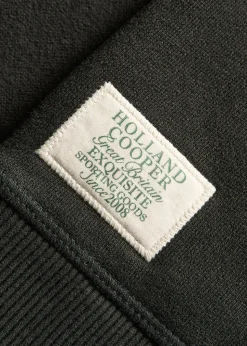 HOLLAND
COOPER
Great Britain
EXQUISITE
SPORTING GOODS
Since 2008